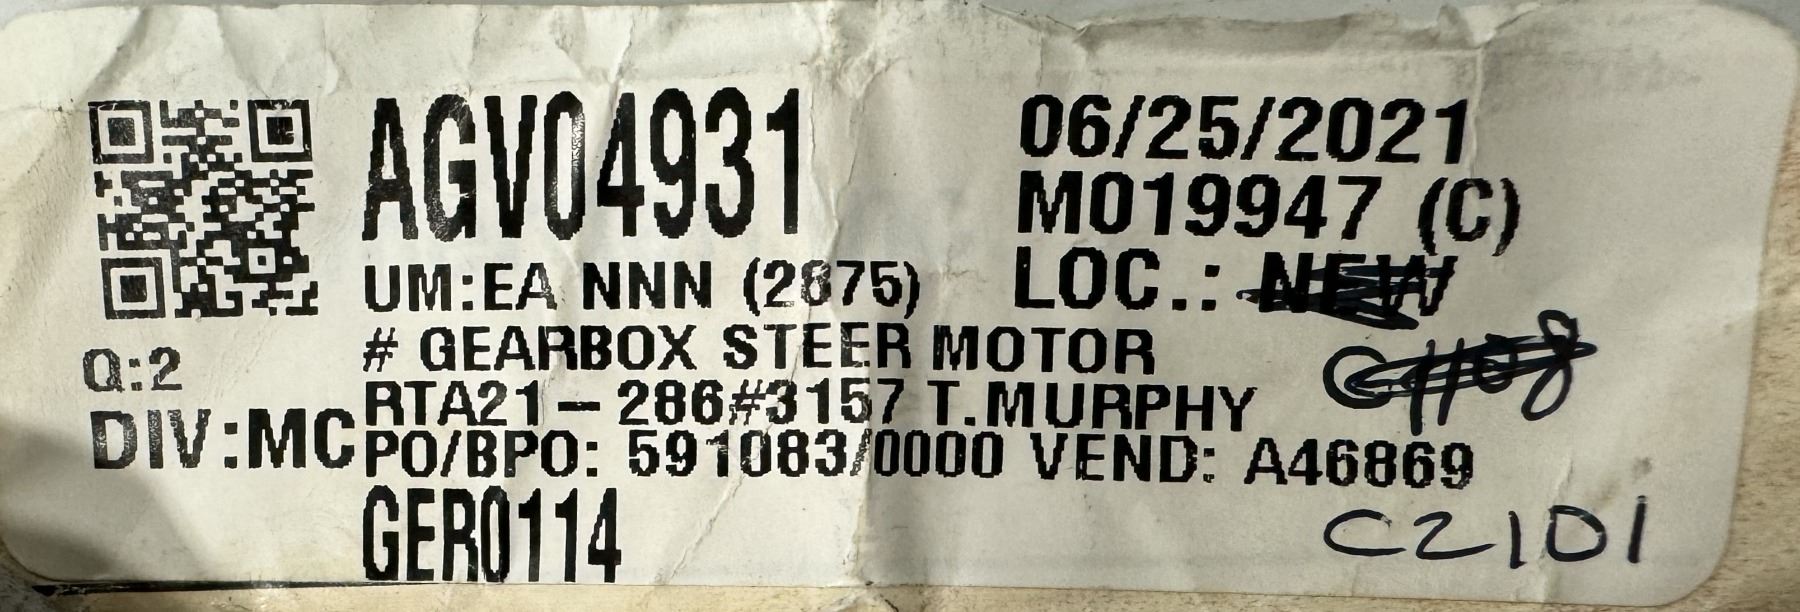 AGV04931
06/25/2021
M019947 (C)
UM:EA NNN (2875)
LOC.: NEW
# GEARBOX STEER MOTOR
Q:2
RTA21-286#3157 T.MURPHY
DIV:MC
PO/BPO: 591083/0000 VEND: A46869
GER0114
C2101